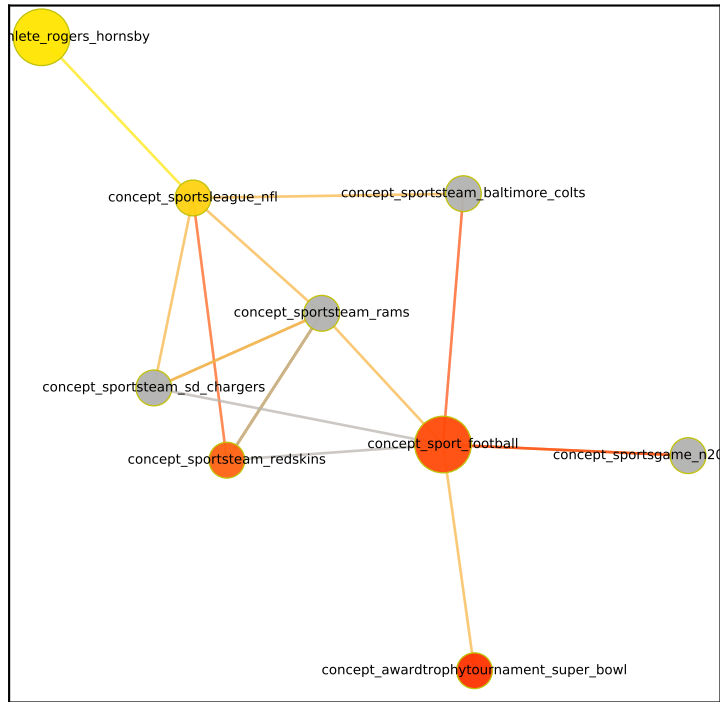 hlete_rogers_hornsby
concept_sportsleague_nfl
concept_sportsteam_baltimore_colts
concept_sportsteam_rams
concept_sportsteam_sd_chargers
concept_sport_football
concept_sportsteam_redskins
concept_sportsgame_n20
concept_awardtrophytournament_super_bowl